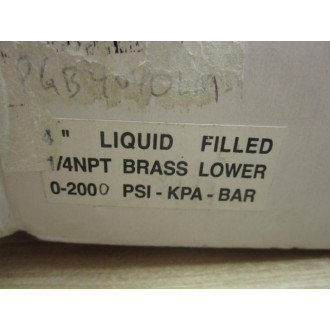 4" LIQUID FILLED
1/4NPT BRASS LOWER
0-2000 PSI-KPA-BAR